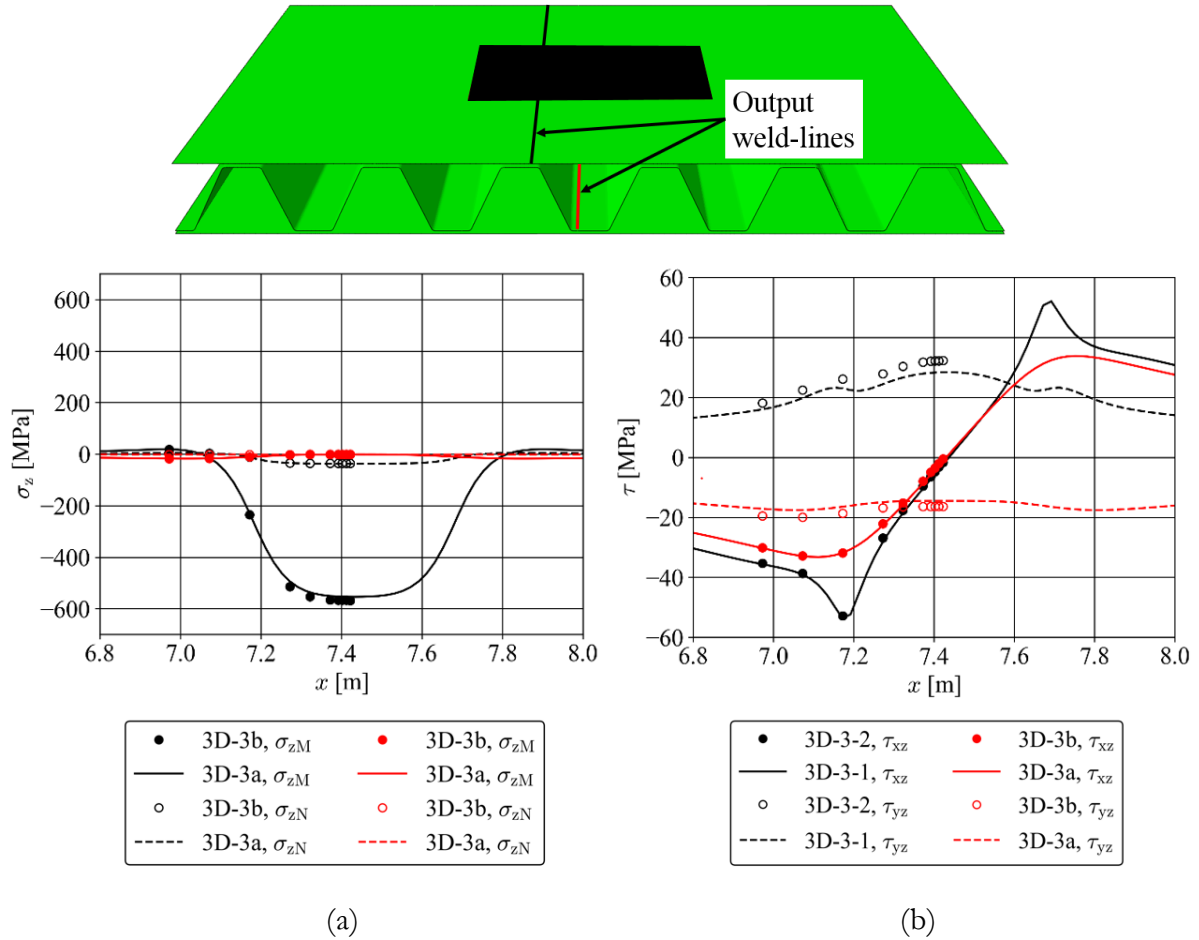 Output
weld-lines
600
400
200
0
−200
−400
−600
σz [MPa]
6.8 7.0 7.2 7.4 7.6 7.8 8.0
x [m]
3D-3b, σzM 3D-3b, σzM
3D-3a, σzM 3D-3a, σzM
3D-3b, σzN 3D-3b, σzN
3D-3a, σzN 3D-3a, σzN
(a)
60
40
20
0
−20
−40
−60
τ [MPa]
6.8 7.0 7.2 7.4 7.6 7.8 8.0
x [m]
3D-3-2, τxz 3D-3b, τxz
3D-3-1, τxz 3D-3a, τxz
3D-3-2, τyz 3D-3b, τyz
3D-3-1, τyz 3D-3a, τyz
(b)